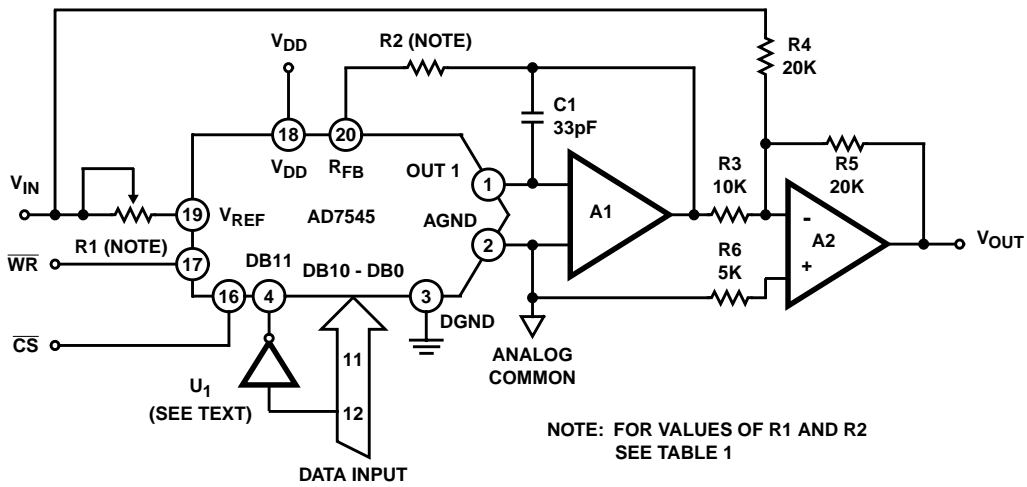 V_DD
R2 (NOTE)
R4
20K
C1
33pF
18
20
V_DD
R_FB
OUT 1
1
R3
10K
R5
20K
V_IN
19
V_REF
AD7545
A1
-
A2
+
V_OUT
R1 (NOTE)
AGND
2
WR
17
DB11
DB10 - DB0
R6
5K
16
4
3
DGND
CS
ANALOG
COMMON
11
U1
(SEE TEXT)
12
NOTE: FOR VALUES OF R1 AND R2
SEE TABLE 1
DATA INPUT